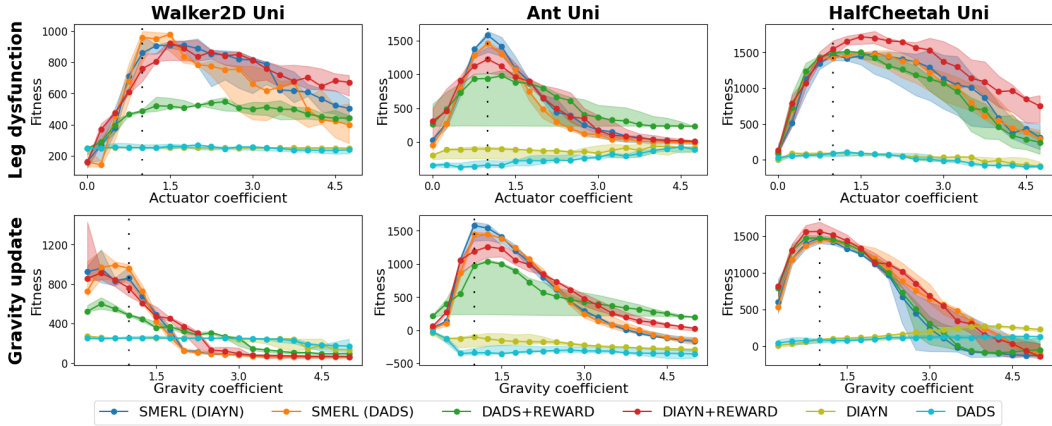 Walker2D Uni
Ant Uni
HalfCheetah Uni
Leg dysfunction
Fitness
1000
800
600
400
200
0.0 1.5 3.0 4.5
Actuator coefficient
Fitness
1500
1000
500
0
0.0 1.5 3.0 4.5
Actuator coefficient
Fitness
1500
1000
500
0
0.0 1.5 3.0 4.5
Actuator coefficient
Gravity update
Fitness
1200
800
400
0
1.5 3.0 4.5
Gravity coefficient
Fitness
1500
1000
500
0
−500
1.5 3.0 4.5
Gravity coefficient
Fitness
1500
1000
500
0
1.5 3.0 4.5
Gravity coefficient
SMERL (DIAYN) SMERL (DADS) DADS+REWARD DIAYN+REWARD DIAYN DADS